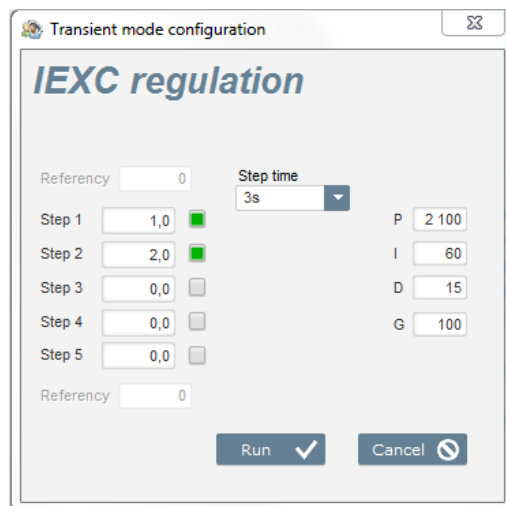 Transient mode configuration
IEXC regulation
Referency 0 Step time
3s
Step 1 1,0 P 2 100
Step 2 2,0 I 60
Step 3 0,0 D 15
Step 4 0,0 G 100
Step 5 0,0
Referency 0
Run Cancel